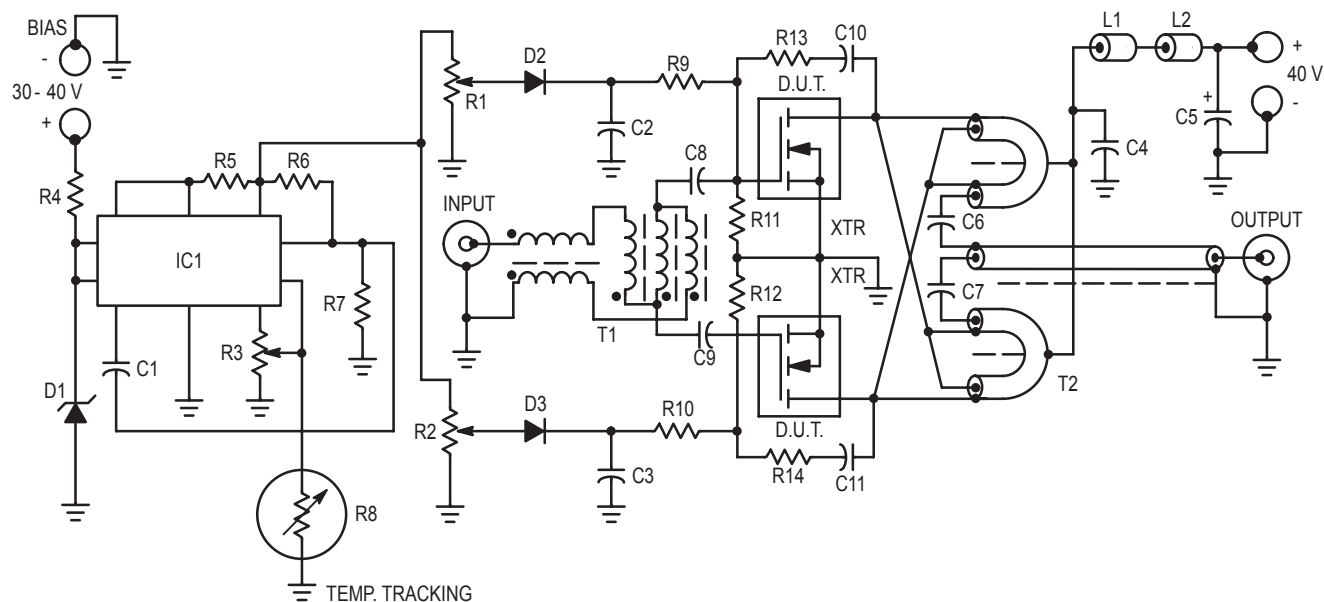 BIAS
-
30 - 40 V
+
R4
R5
R6
IC1
R7
R3
C1
D1
R8
TEMP. TRACKING
R1
D2
R9
C2
R13
C10
D.U.T.
C8
INPUT
R11
XTR
XTR
R12
T1
C9
R2
D3
R10
C3
D.U.T.
R14
C11
L1
L2
+
40 V
-
+
C5
C4
C6
C7
OUTPUT
T2